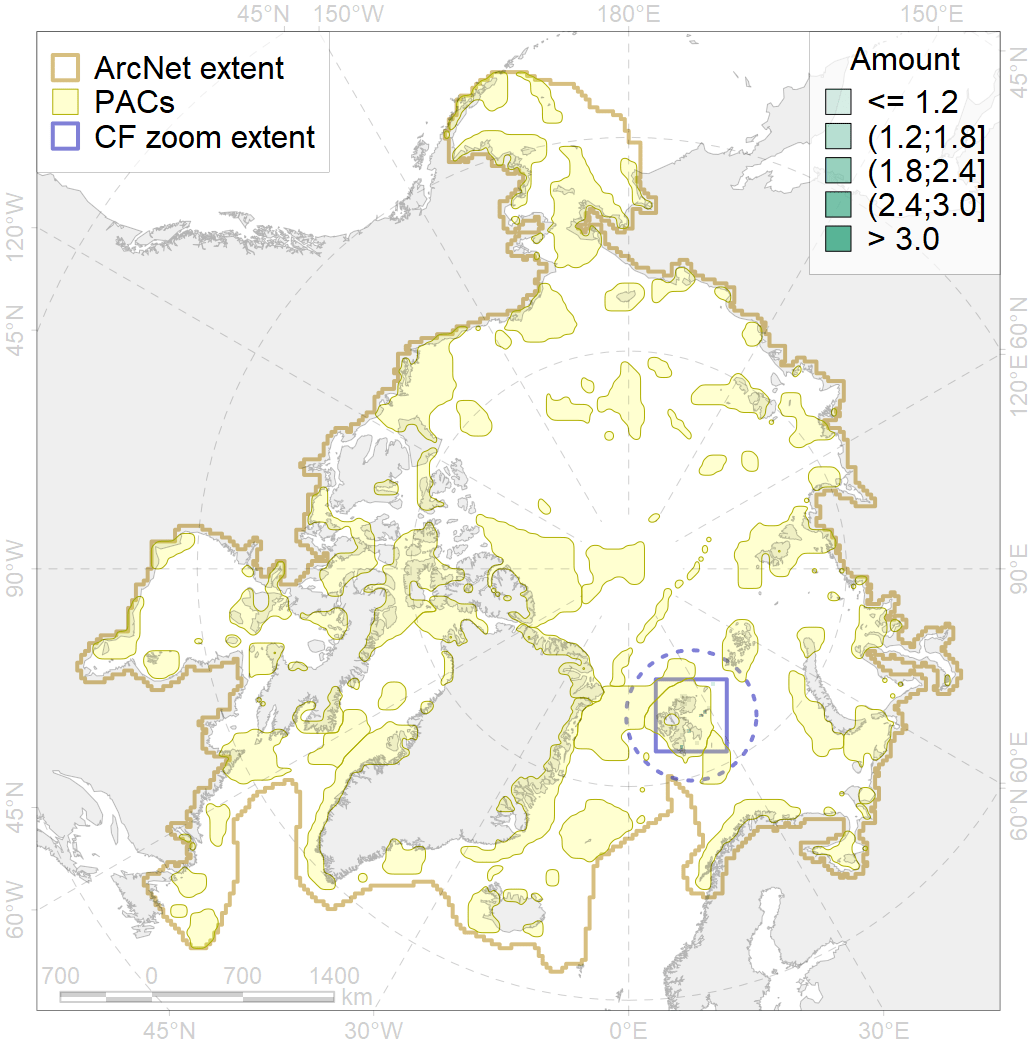 45°N 150°W 180°E 150°E
ArcNet extent
PACs
CF zoom extent
Amount
<= 1.2
(1.2;1.8]
(1.8;2.4]
(2.4;3.0]
> 3.0
45°N
120°W
60°N
45°N
120°E
90°W
90°E
60°E
45°N
60°N
60°W
700 0 700 1400
km
45°W 30°W 0°E 30°E